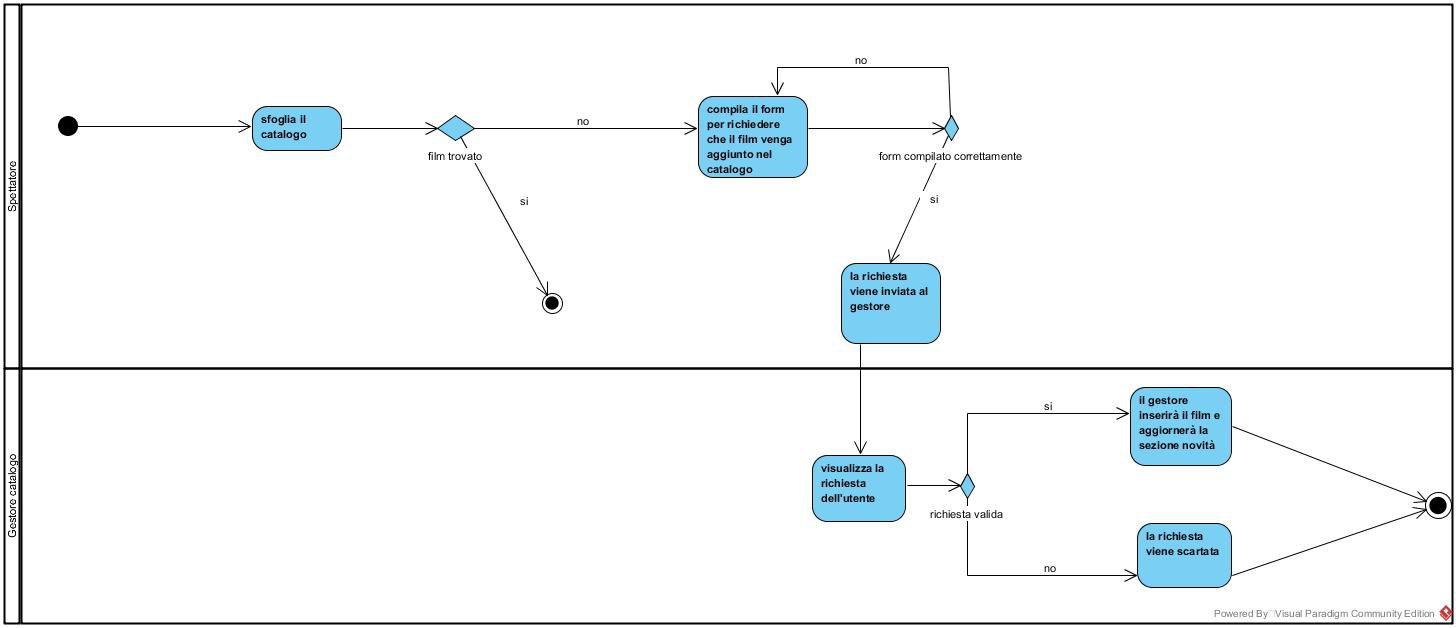 Spettatore
sfoglia il
catalogo
film trovato
no
si
compila il form
per richiedere
che il film venga
aggiunto nel
catalogo
no
form compilato correttamente
si
la richiesta
viene inviata al
gestore
Gestore catalogo
visualizza la
richiesta
dell'utente
richiesta valida
si
il gestore
inserirà il film e
aggiornerà la
sezione novità
no
la richiesta
viene scartata
Powered By Visual Paradigm Community Edition